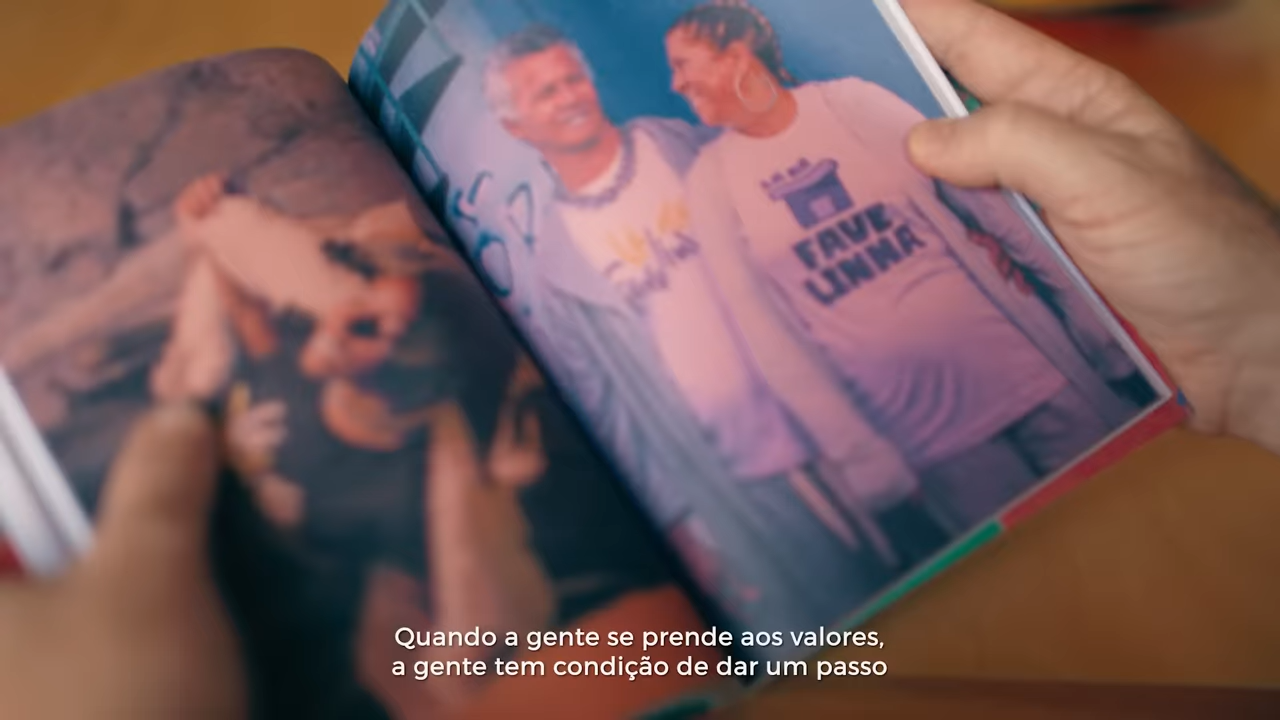 FAVE
LINHA
Quando a gente se prende aos valores,
a gente tem condição de dar um passo